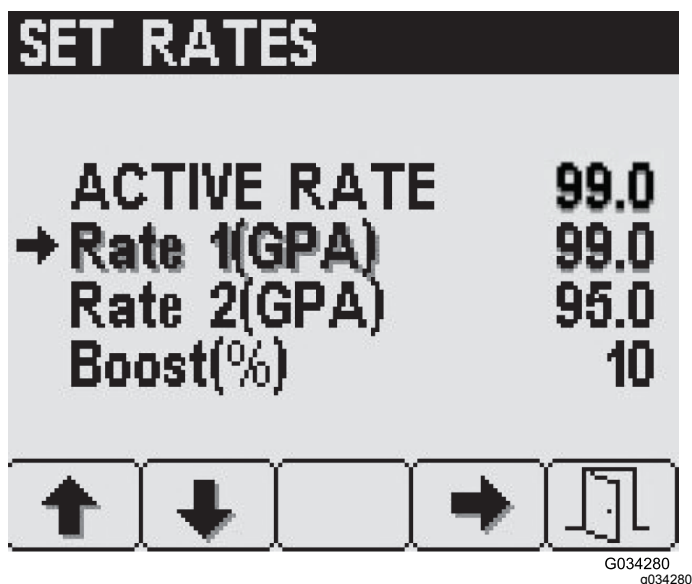 SET RATES
ACTIVE RATE 99.0
Rate 1(GPA) 99.0
Rate 2(GPA) 95.0
Boost(%) 10
G034280
g034280